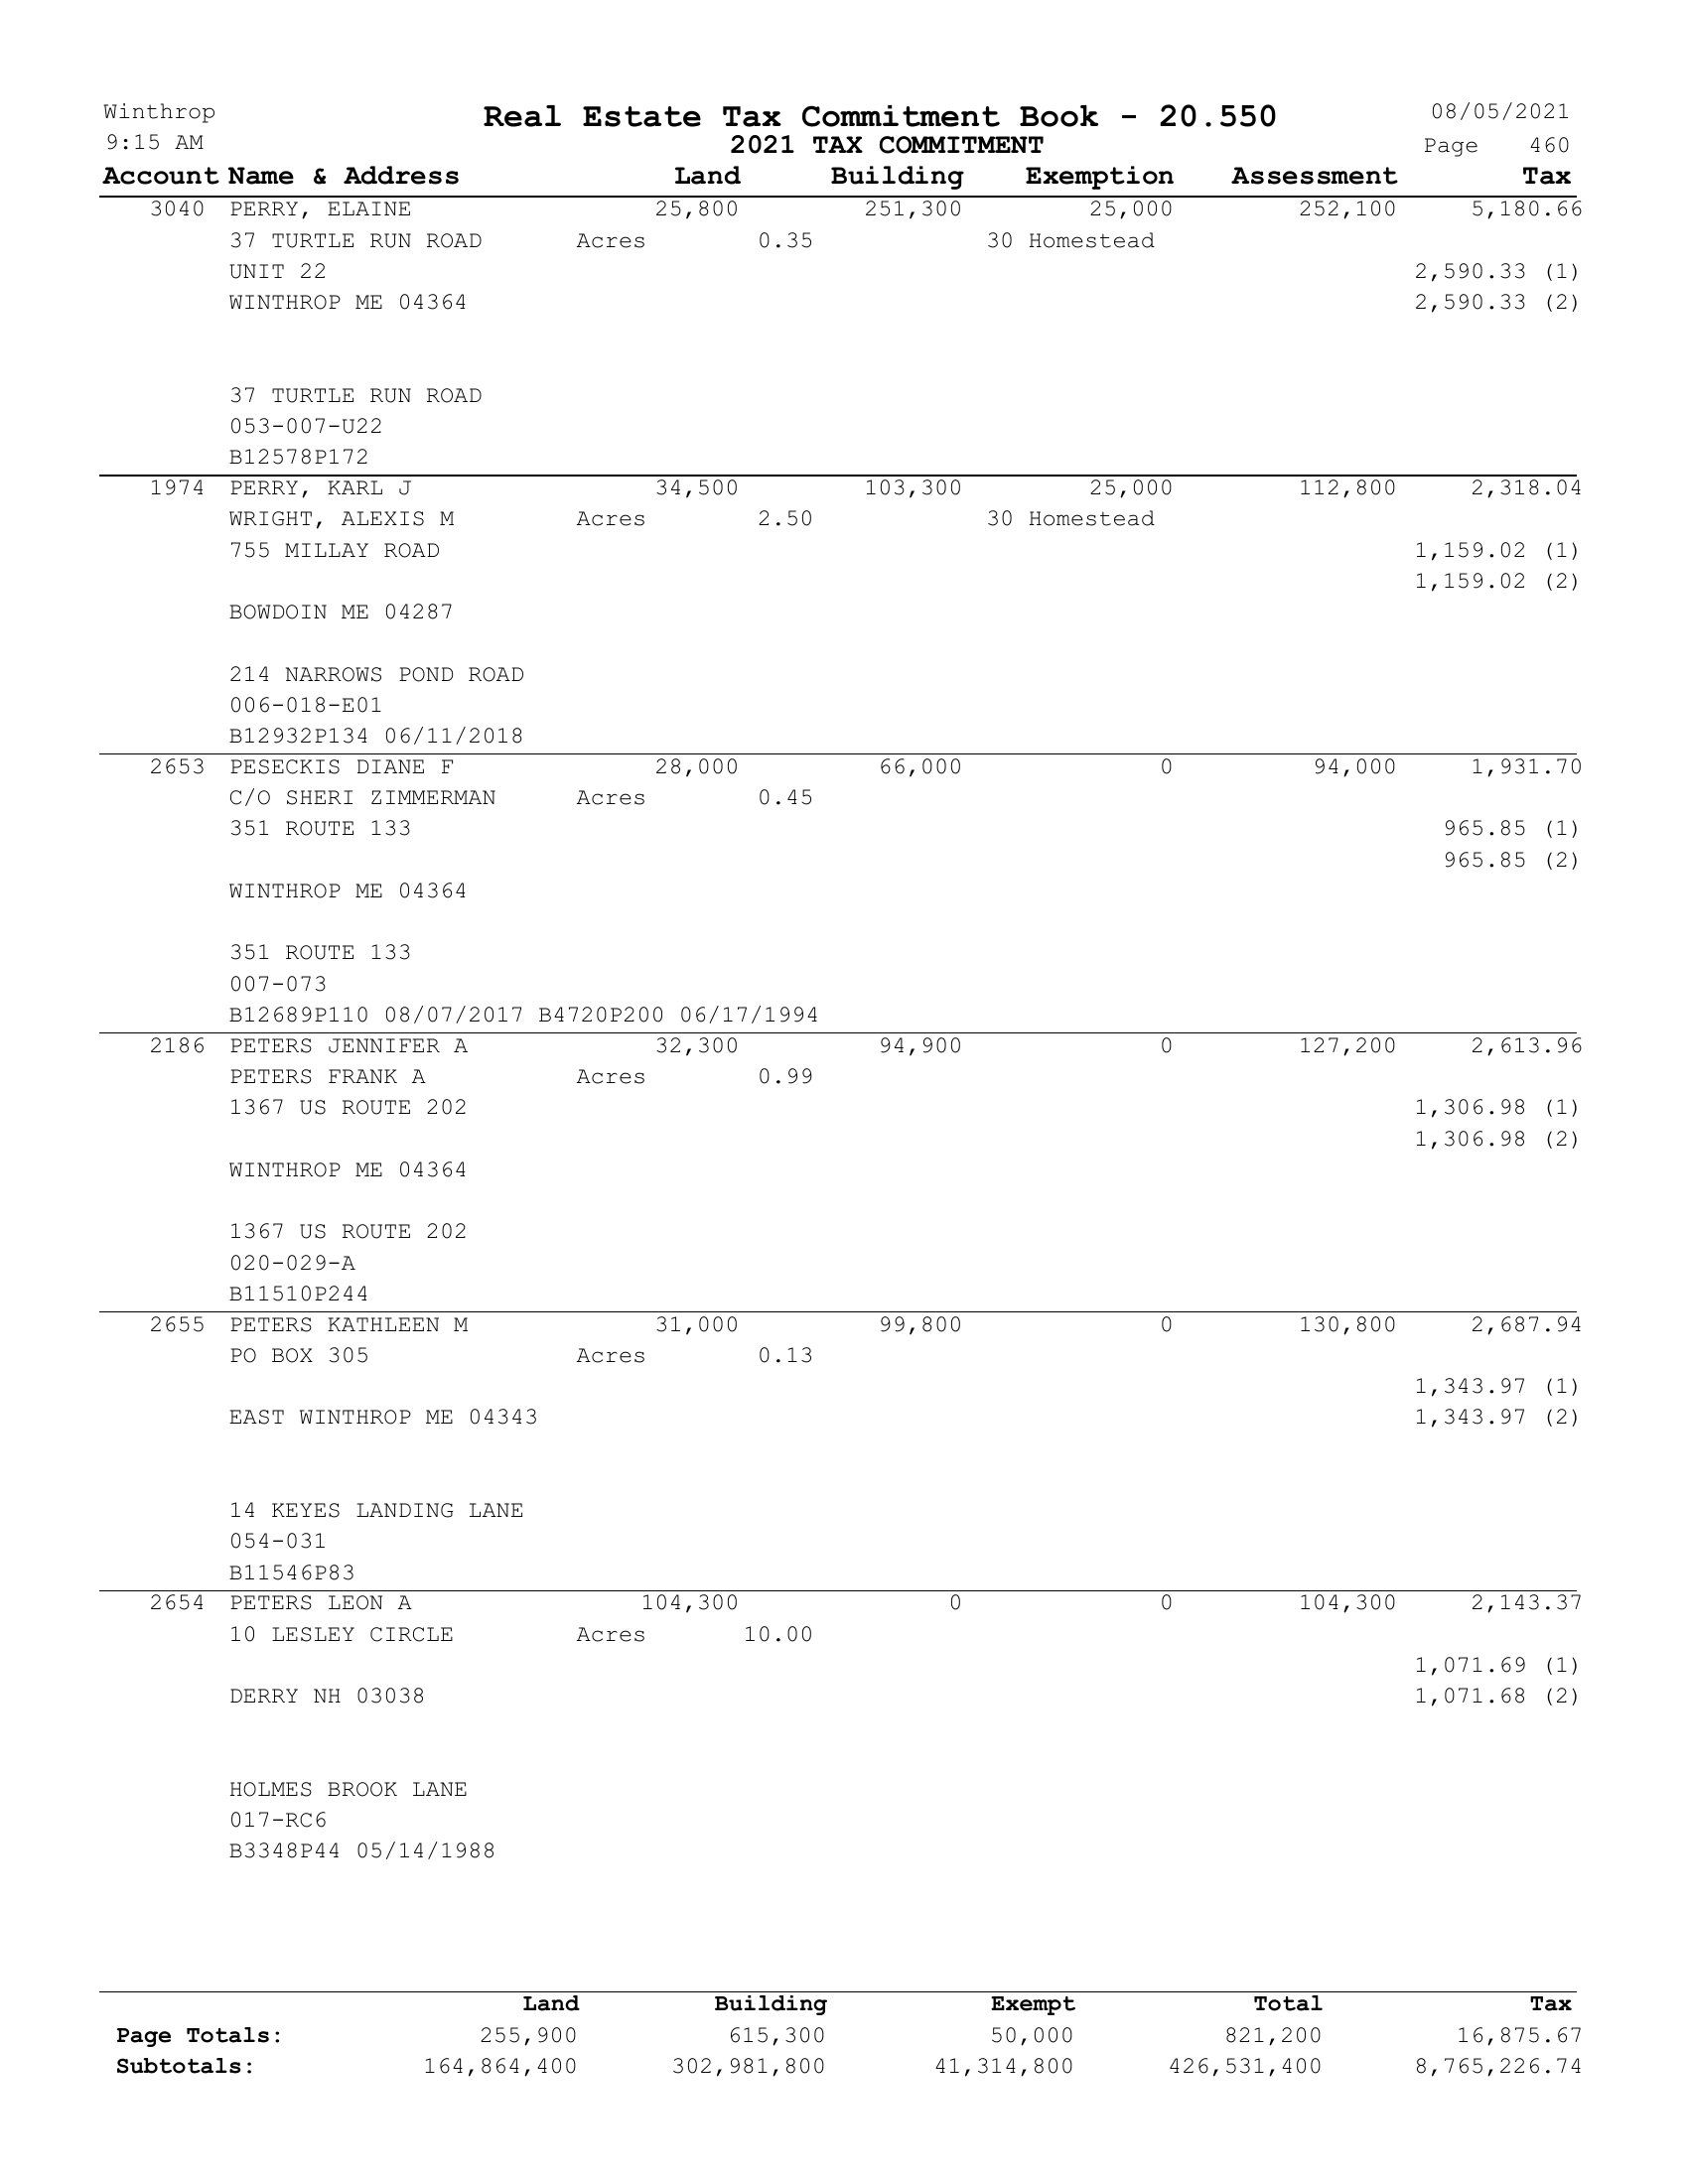 Winthrop Real Estate Tax Commitment Book - 20.550 08/05/2021
9:15 AM 2021 TAX COMMITMENT Page 460
Account Name & Address Land Building Exemption Assessment Tax
3040 PERRY, ELAINE 25,800 251,300 25,000 252,100 5,180.66
37 TURTLE RUN ROAD Acres 0.35 30 Homestead
UNIT 22 2,590.33 (1)
WINTHROP ME 04364 2,590.33 (2)
37 TURTLE RUN ROAD
053-007-U22
B12578P172
1974 PERRY, KARL J 34,500 103,300 25,000 112,800 2,318.04
WRIGHT, ALEXIS M Acres 2.50 30 Homestead
755 MILLAY ROAD 1,159.02 (1)
1,159.02 (2)
BOWDOIN ME 04287
214 NARROWS POND ROAD
006-018-E01
B12932P134 06/11/2018
2653 PESECKIS DIANE F 28,000 66,000 0 94,000 1,931.70
C/O SHERI ZIMMERMAN Acres 0.45
351 ROUTE 133 965.85 (1)
965.85 (2)
WINTHROP ME 04364
351 ROUTE 133
007-073
B12689P110 08/07/2017 B4720P200 06/17/1994
2186 PETERS JENNIFER A 32,300 94,900 0 127,200 2,613.96
PETERS FRANK A Acres 0.99
1367 US ROUTE 202 1,306.98 (1)
1,306.98 (2)
WINTHROP ME 04364
1367 US ROUTE 202
020-029-A
B11510P244
2655 PETERS KATHLEEN M 31,000 99,800 0 130,800 2,687.94
PO BOX 305 Acres 0.13
1,343.97 (1)
EAST WINTHROP ME 04343 1,343.97 (2)
14 KEYES LANDING LANE
054-031
B11546P83
2654 PETERS LEON A 104,300 0 0 104,300 2,143.37
10 LESLEY CIRCLE Acres 10.00
1,071.69 (1)
DERRY NH 03038 1,071.68 (2)
HOLMES BROOK LANE
017-RC6
B3348P44 05/14/1988
Land Building Exempt Total Tax
Page Totals: 255,900 615,300 50,000 821,200 16,875.67
Subtotals: 164,864,400 302,981,800 41,314,800 426,531,400 8,765,226.74